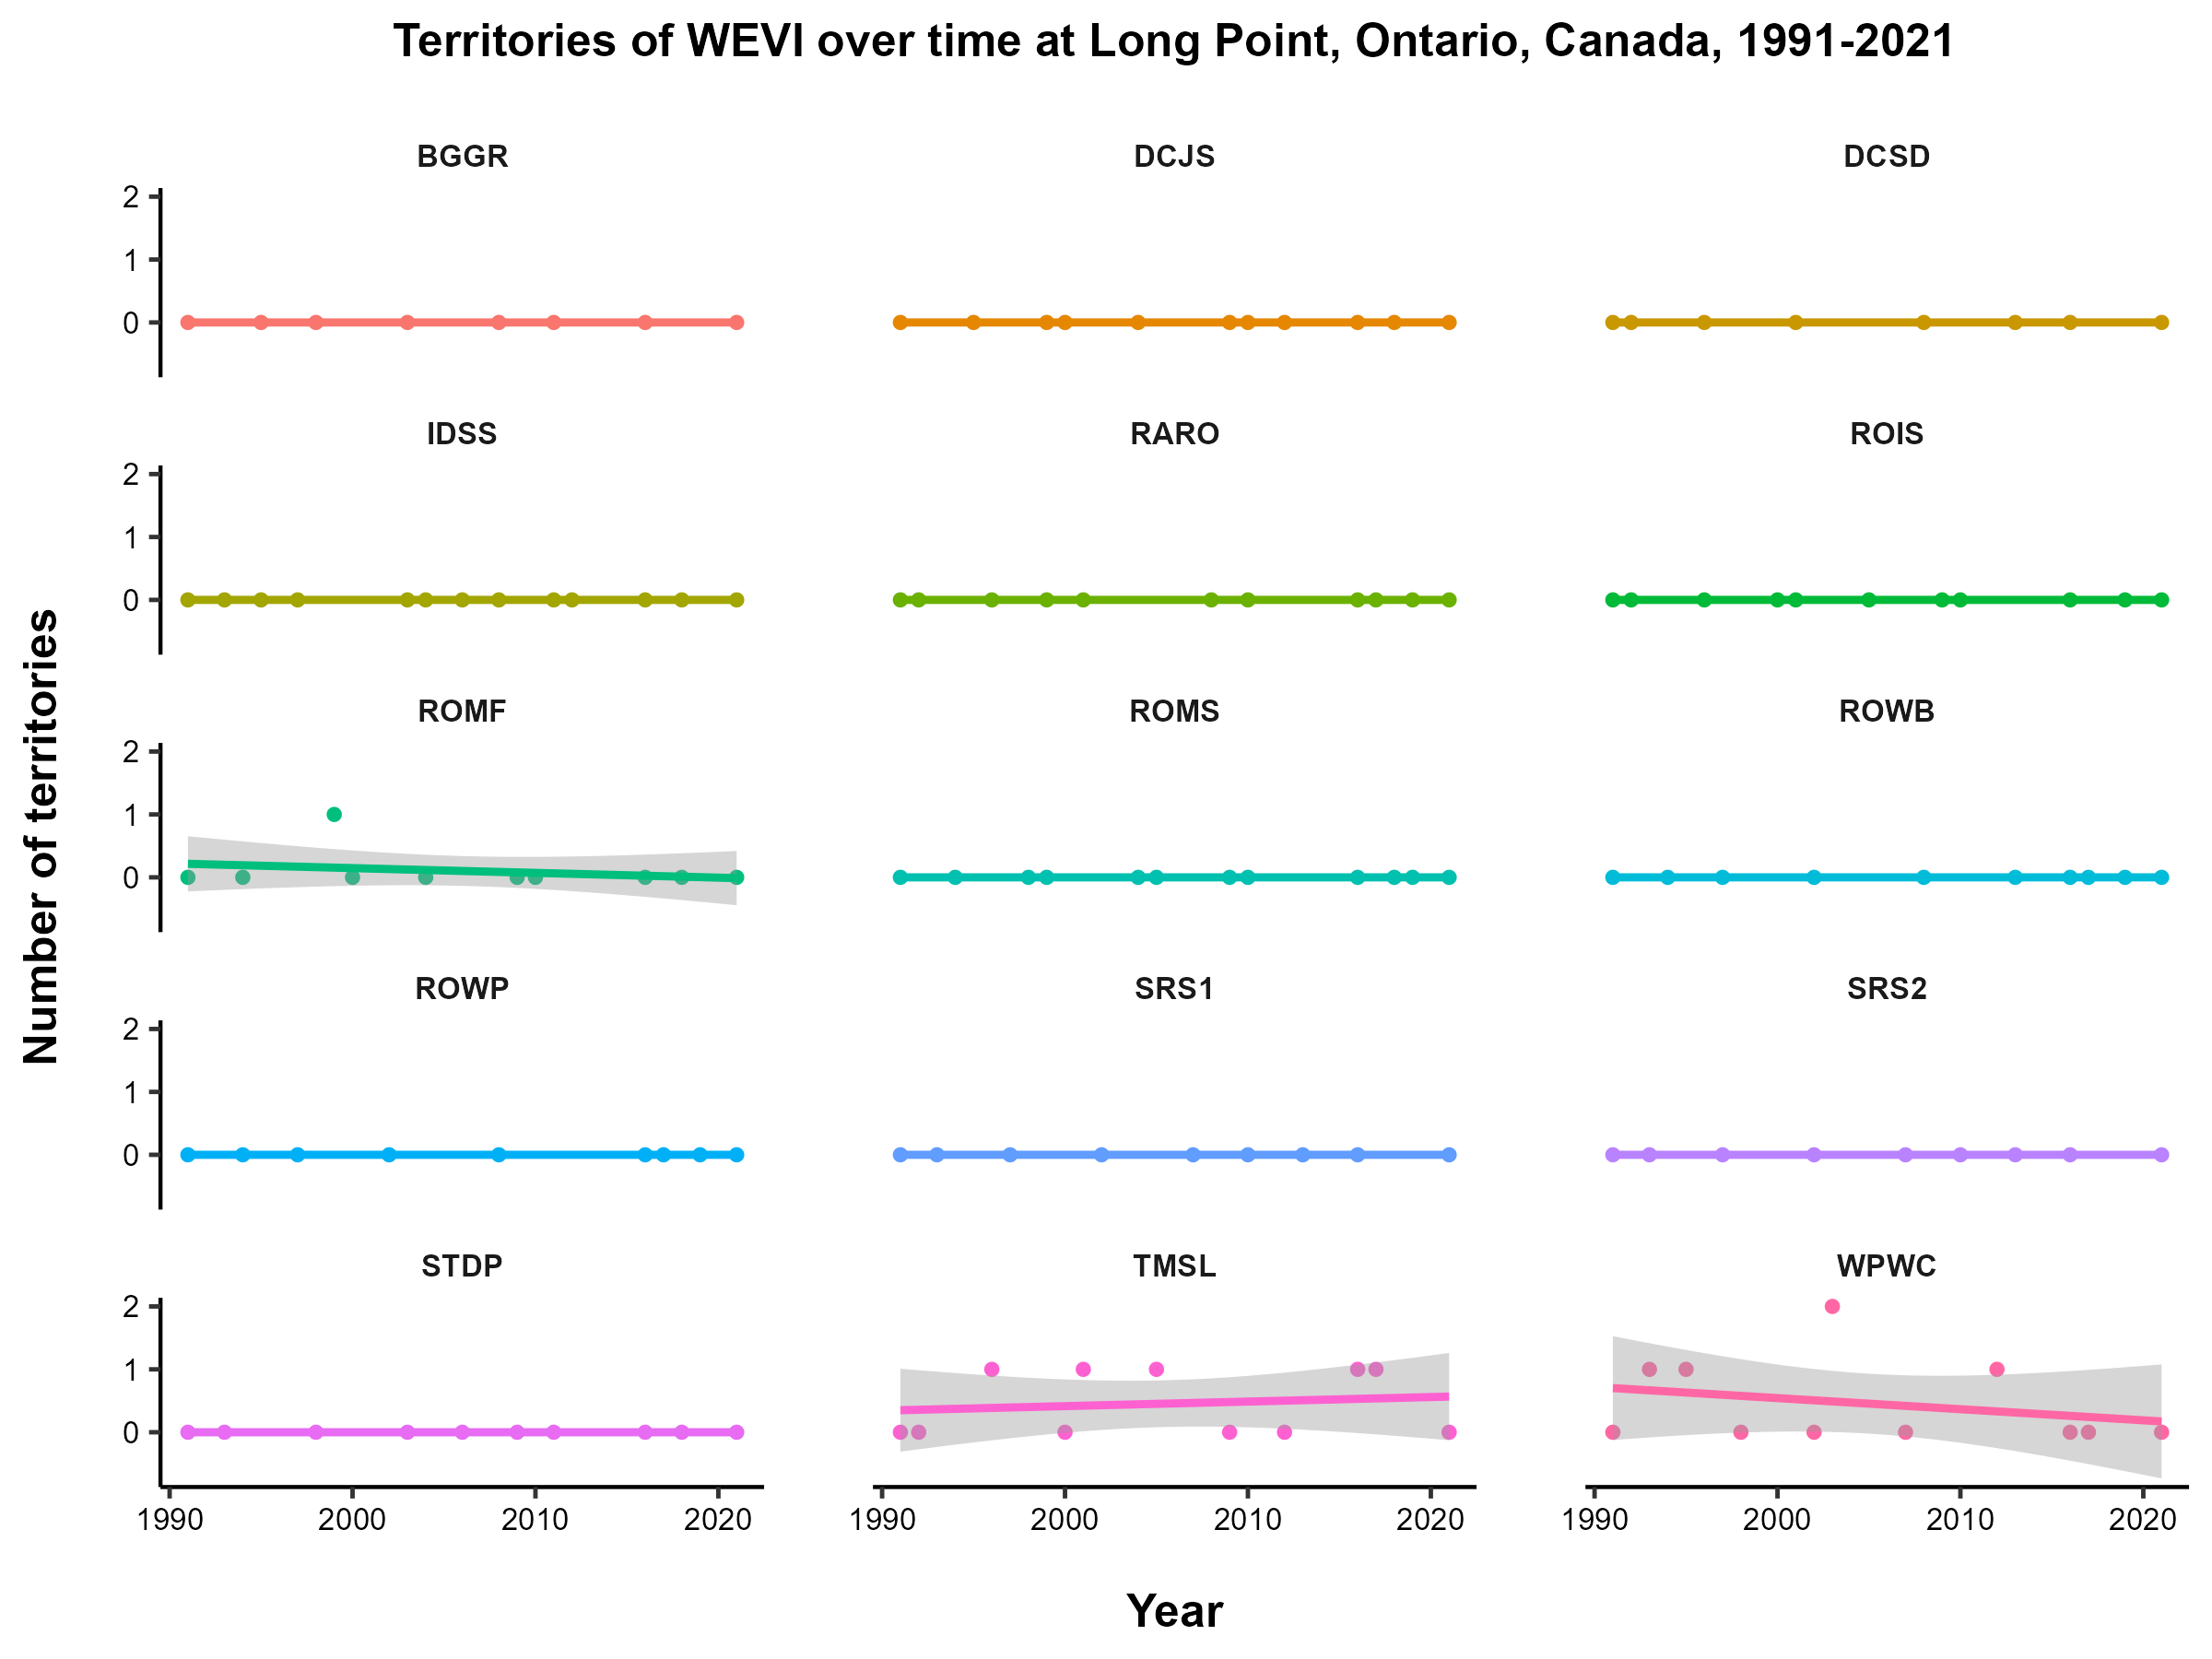 Territories of WEVI over time at Long Point, Ontario, Canada, 1991-2021
BGGR DCJS DCSD
2
1
0
IDSS RARO ROIS
2
1
0
Number of territories
ROMF ROMS ROWB
2
1
0
ROWP SRS1 SRS2
2
1
0
STDP TMSL WPWC
2
1
0
1990 2000 2010 2020 1990 2000 2010 2020 1990 2000 2010 2020
Year